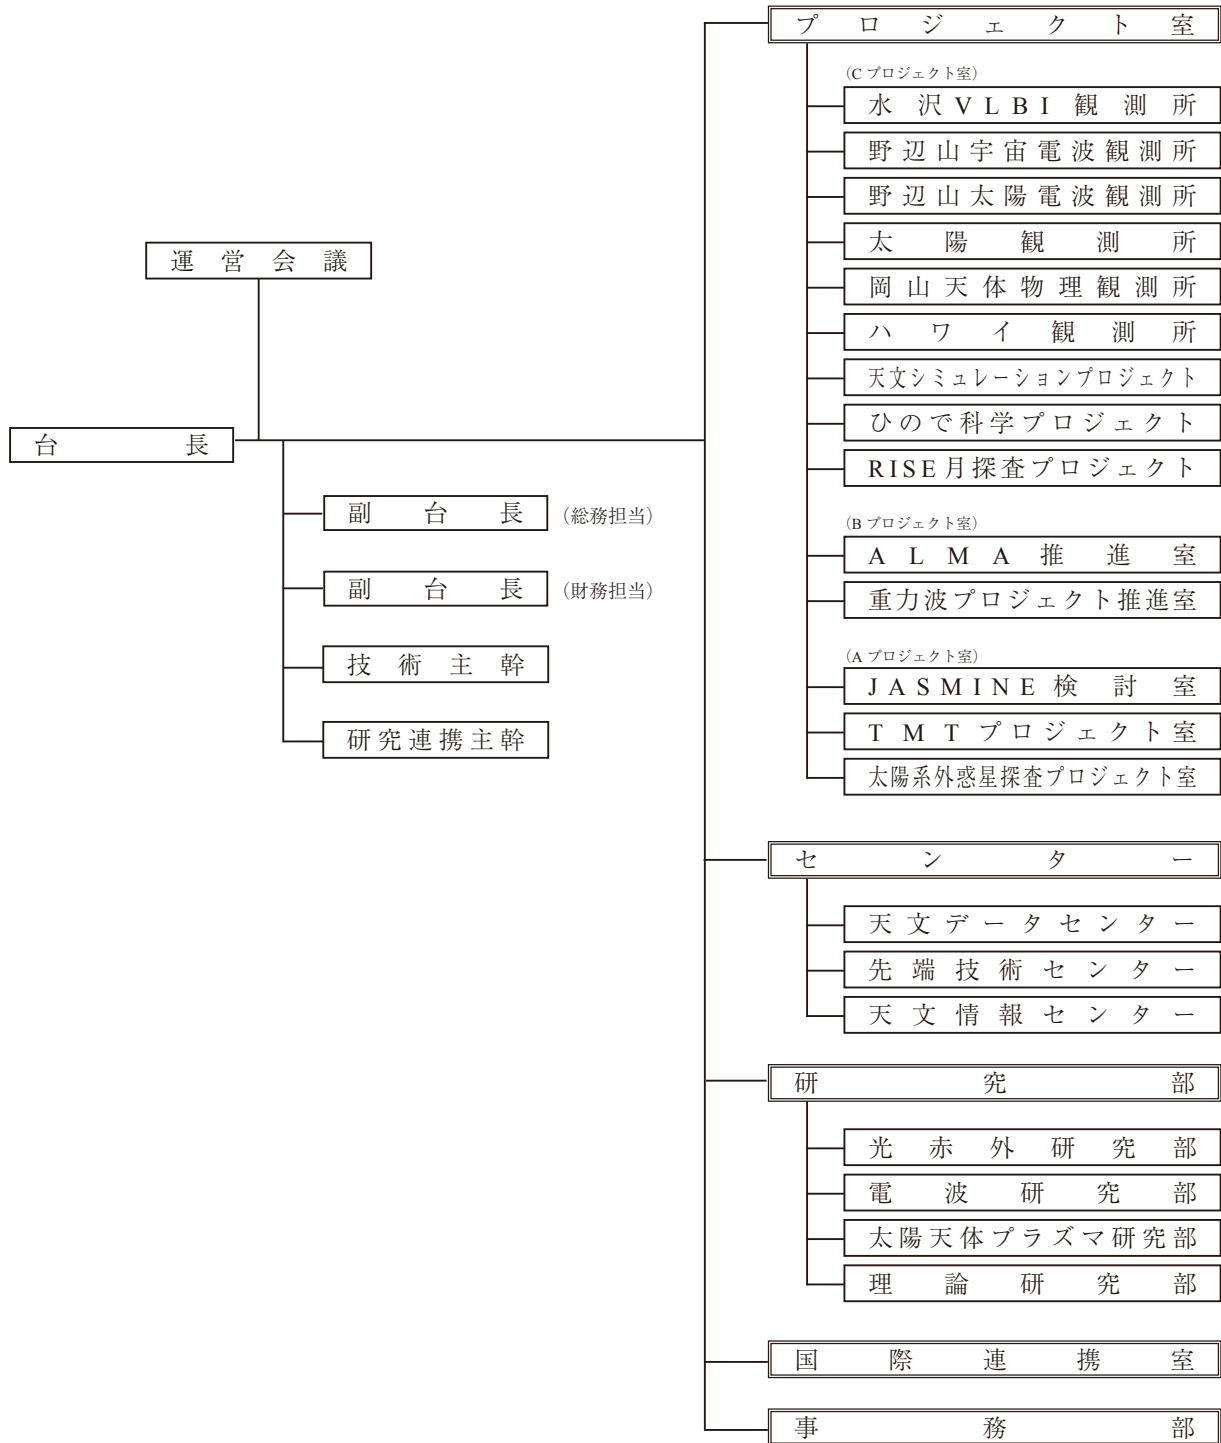 運営会議
台長
副台長 (総務担当)
副台長 (財務担当)
技術主幹
研究連携主幹
プロジェクト室
(C プロジェクト室)
水沢VLBI観測所
野辺山宇宙電波観測所
野辺山太陽電波観測所
太陽観測所
岡山天体物理観測所
ハワイ観測所
天文シミュレーションプロジェクト
ひので科学プロジェクト
RISE月探査プロジェクト
(B プロジェクト室)
ALMA推進室
重力波プロジェクト推進室
(A プロジェクト室)
JASMINE検討室
TMTプロジェクト室
太陽系外惑星探査プロジェクト室
センター
天文データセンター
先端技術センター
天文情報センター
研究部
光赤外研究部
電波研究部
太陽天体プラズマ研究部
理論研究部
国際連携室
事務部